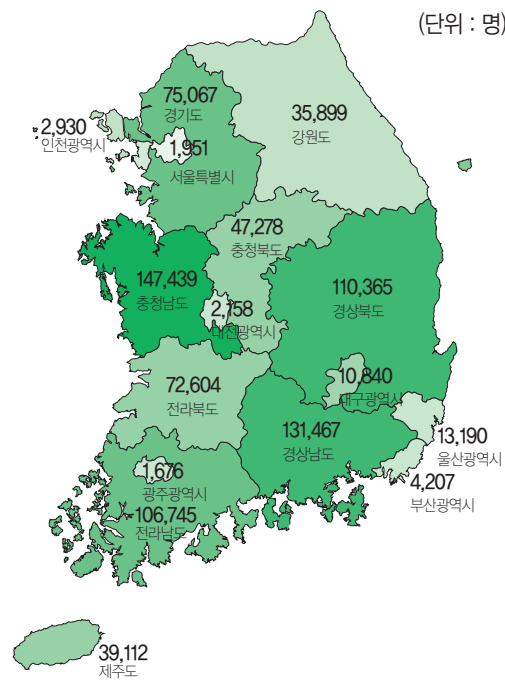 (단위 : 명)
75,067
경기도
35,899
강원도
2,930
인천광역시
1,951
서울특별시
47,278
충청북도
147,439
충청남도
110,365
경상북도
2,158
대전광역시
10,840
대구광역시
72,604
전라북도
131,467
경상남도
13,190
울산광역시
1,676
광주광역시
4,207
부산광역시
106,745
전라남도
39,112
제주도